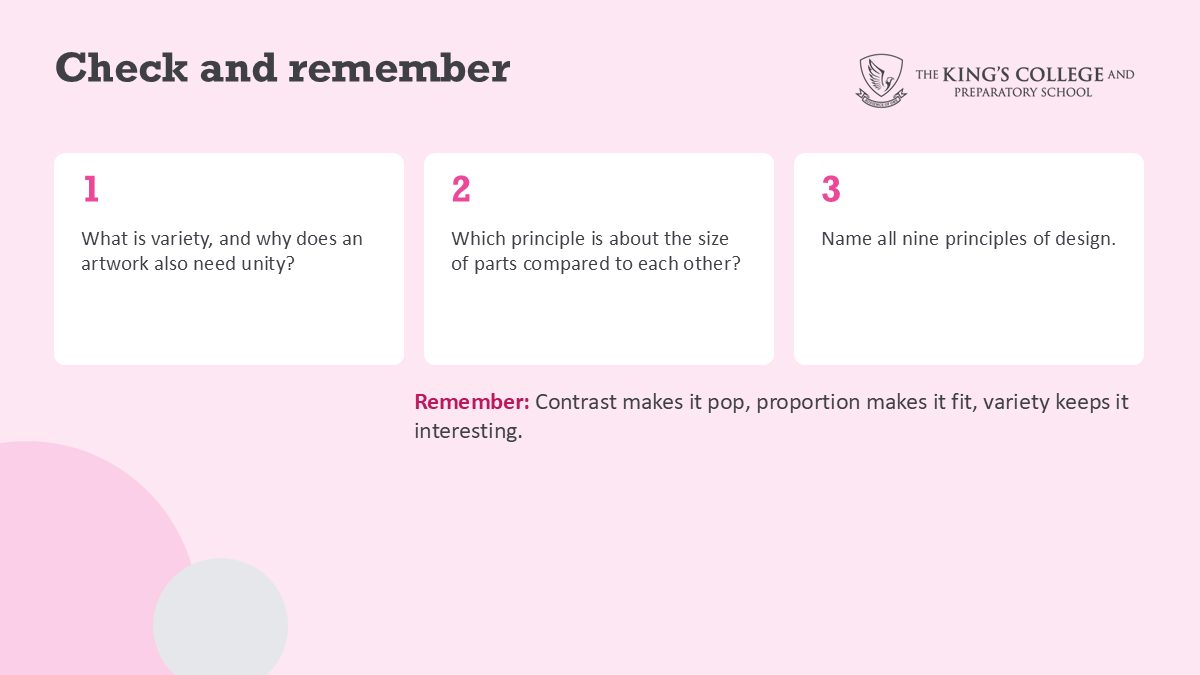 Check and remember
THE KING'S COLLEGE AND
PREPARATORY SCHOOL
1
What is variety, and why does an
artwork also need unity?
2
Which principle is about the size
of parts compared to each other?
3
Name all nine principles of design.
Remember: Contrast makes it pop, proportion makes it fit, variety keeps it
interesting.